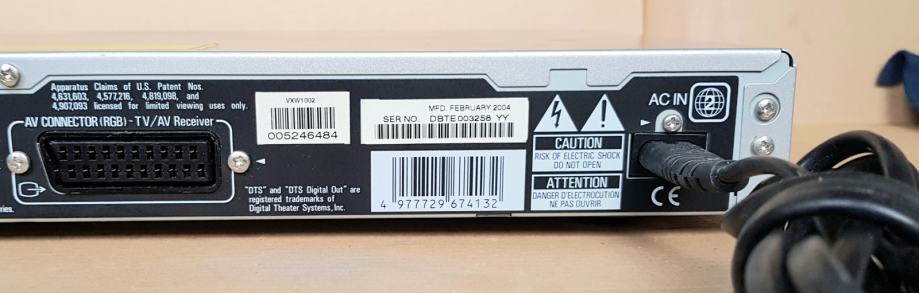 Apparatus Claims of U.S. Patent Nos.
4,631,603, 4,577,216, 4,819,098, and
4,907,093 licensed for limited viewing uses only.
AV CONNECTOR (RGB) - TV/AV Receiver
VXW1002
005246484
"DTS" and "DTS Digital Out" are
registered trademarks of
Digital Theater Systems, Inc.
MFD. FEBRUARY 2004
SER NO. DBTE003258 YY
4 977729 674132
CAUTION
RISK OF ELECTRIC SHOCK
DO NOT OPEN
ATTENTION
DANGER D'ELECTROCUTION
NE PAS OUVRIR
AC IN
2
CE